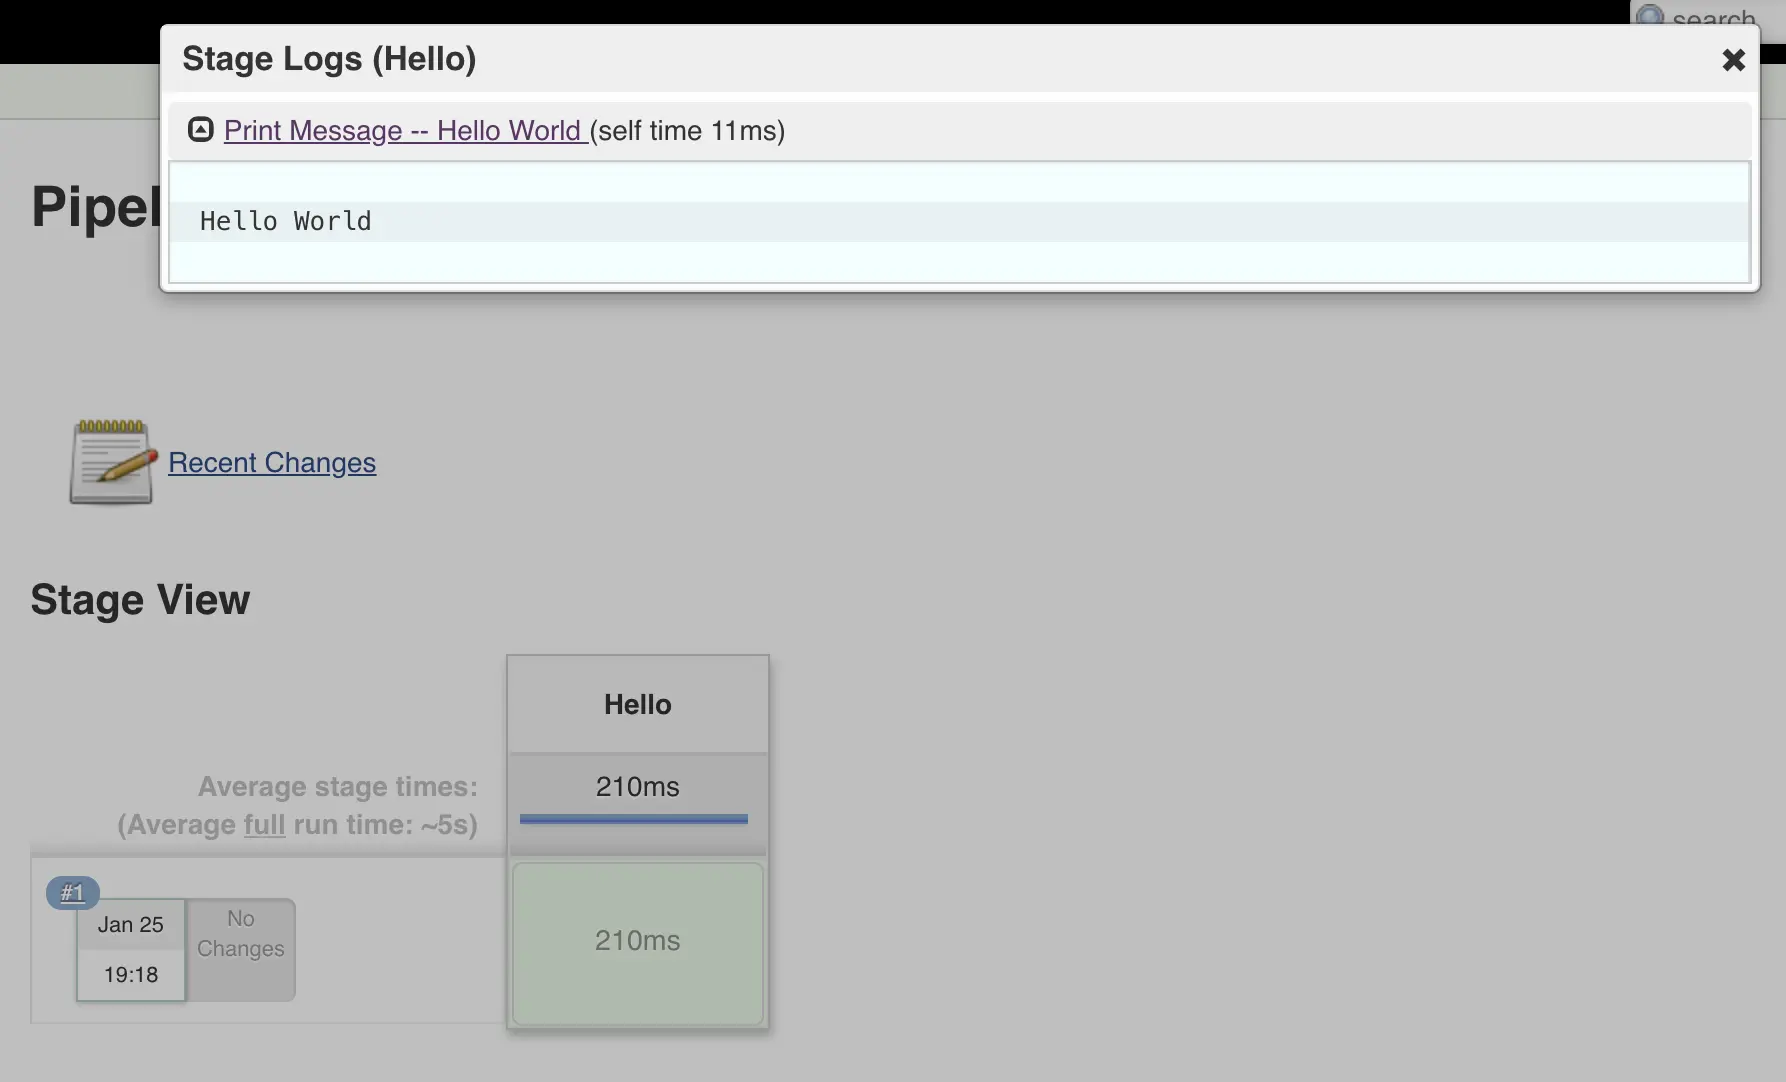 search
Stage Logs (Hello)
Print Message -- Hello World (self time 11ms)
Hello World
Recent Changes
Stage View
Hello
Average stage times:
(Average full run time: ~5s)
210ms
#1
Jan 25
19:18
No
Changes
210ms